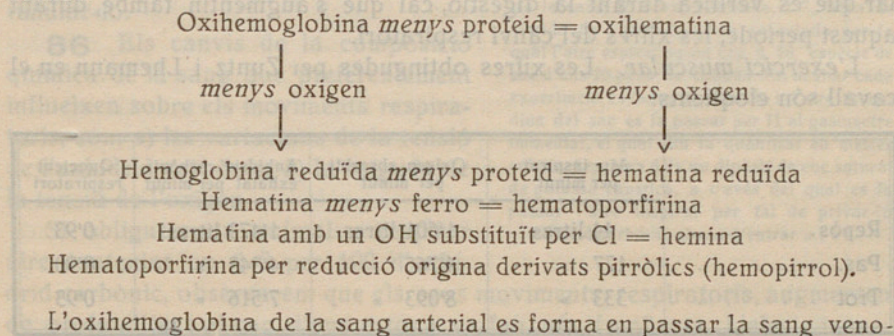 Oxihemoglobina menys proteid = oxihematina
menys oxigen menys oxigen
Hemoglobina reduïda menys proteid = hematina reduïda
Hematina menys ferro = hematoporfirina
Hematina amb un OH substituït per Cl = hemina
Hematoporfirina per reducció origina derivats pirròlics (hemopirrol).
L'oxihemoglobina de la sang arterial es forma en passar la sang veno-